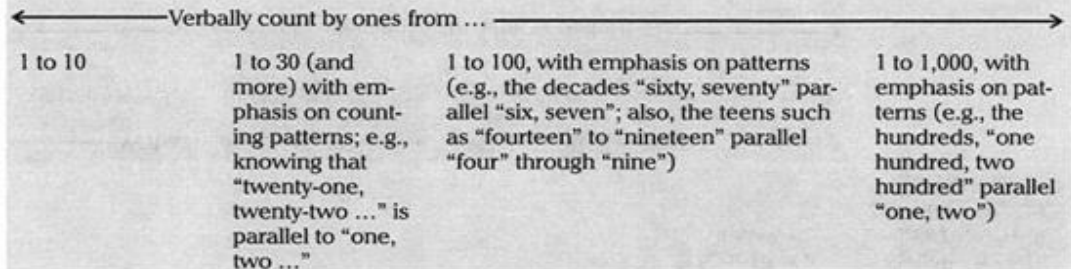 Verbally count by ones from …
1 to 10
1 to 30 (and
more) with em-
phasis on count-
ing patterns; e.g.,
knowing that
“twenty-one,
twenty-two …” is
parallel to “one,
two …”
1 to 100, with emphasis on patterns
(e.g., the decades “sixty, seventy” par-
allel “six, seven”; also, the teens such
as “fourteen” to “nineteen” parallel
“four” through “nine”)
1 to 1,000, with
emphasis on pat-
terns (e.g., the
hundreds, “one
hundred, two
hundred” parallel
“one, two”)